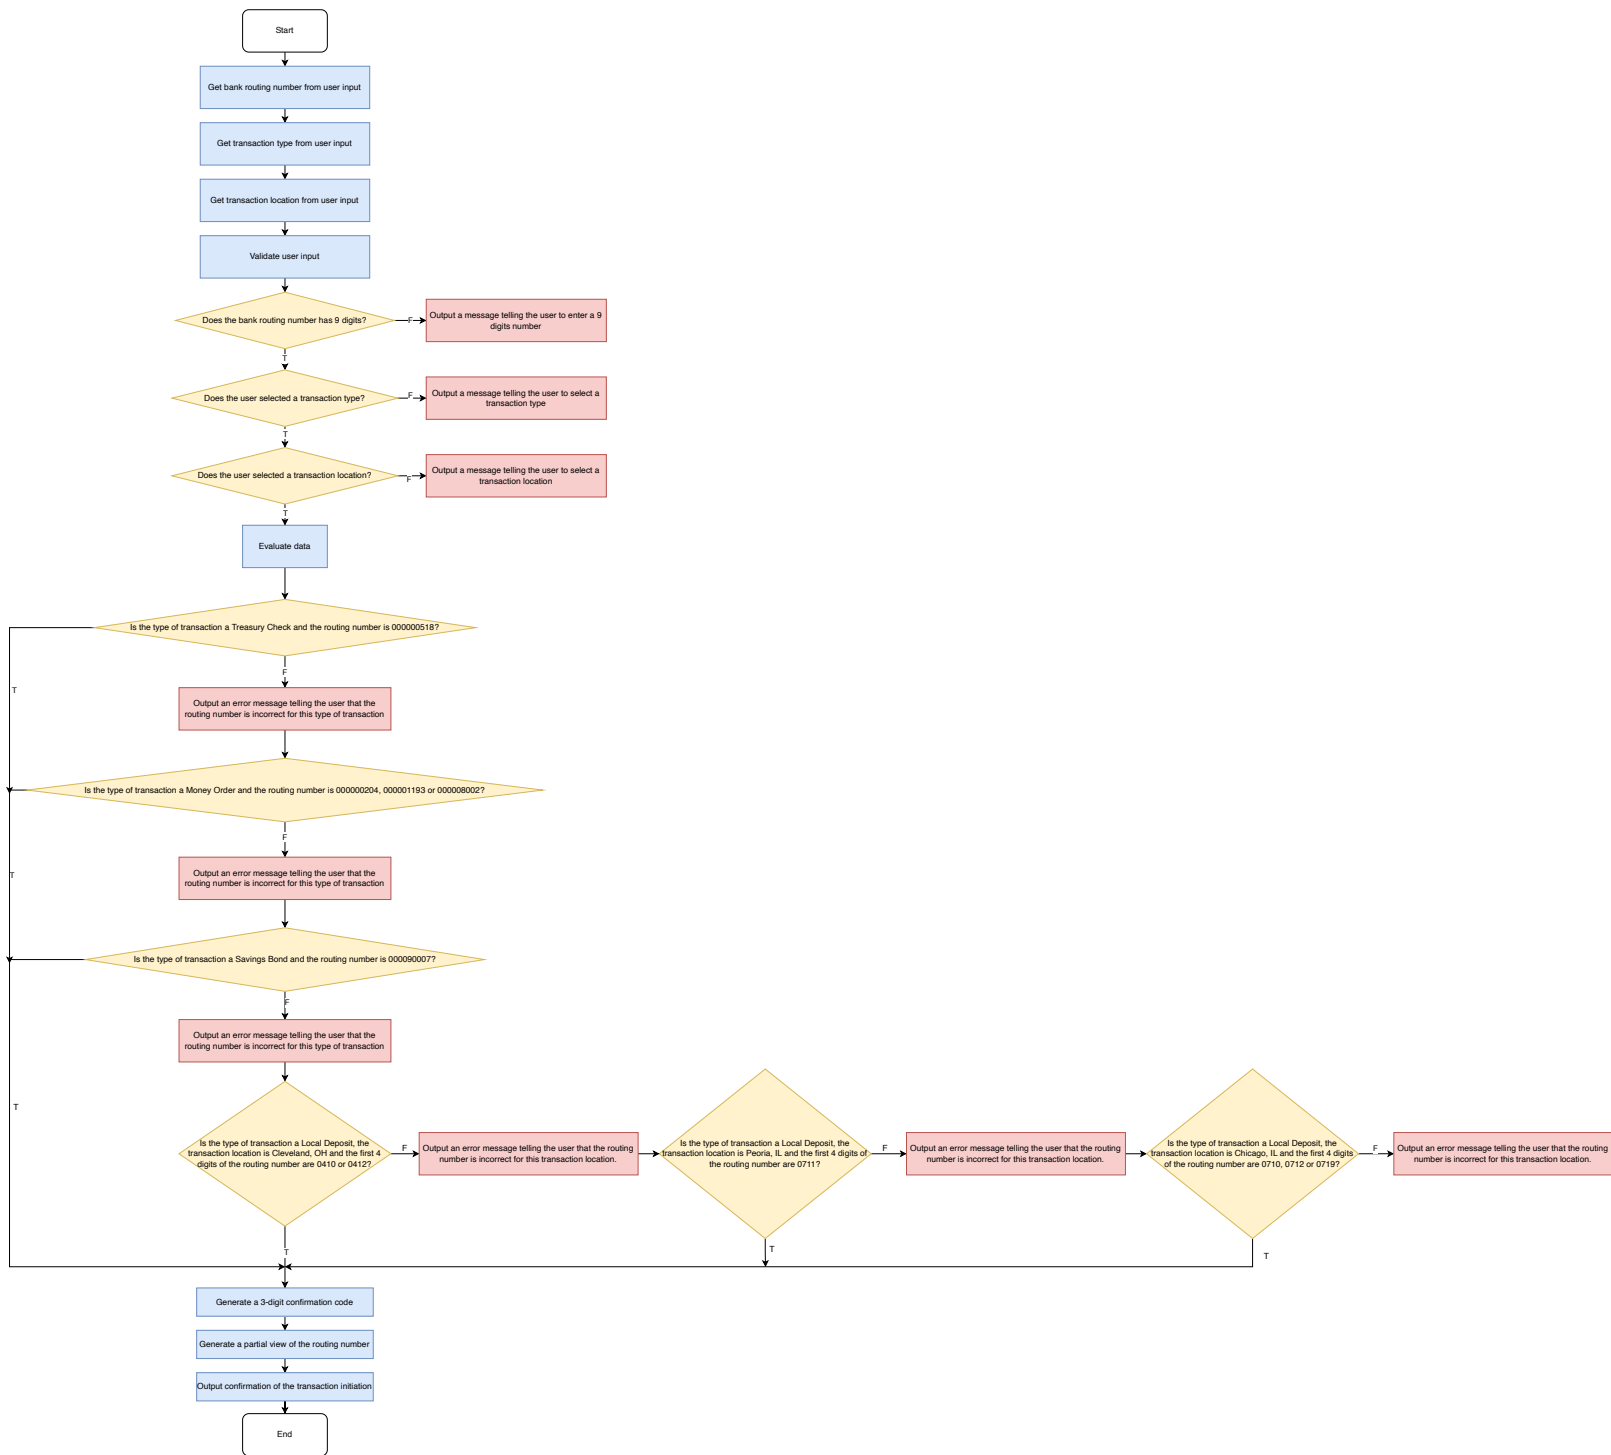 Start
Get bank routing number from user input
Get transaction type from user input
Get transaction location from user input
Validate user input
Does the bank routing number has 9 digits?
F
Output a message telling the user to enter a 9
digits number
T
Does the user selected a transaction type?
F
Output a message telling the user to select a
transaction type
T
Does the user selected a transaction location?
F
Output a message telling the user to select a
transaction location
T
Evaluate data
Is the type of transaction a Treasury Check and the routing number is 000000518?
F
T
Output an error message telling the user that the
routing number is incorrect for this type of transaction
Is the type of transaction a Money Order and the routing number is 000000204, 000001193 or 000008002?
F
T
Output an error message telling the user that the
routing number is incorrect for this type of transaction
Is the type of transaction a Savings Bond and the routing number is 000090007?
F
Output an error message telling the user that the
routing number is incorrect for this type of transaction
T
Is the type of transaction a Local Deposit, the
transaction location is Cleveland, OH and the first 4
digits of the routing number are 0410 or 0412?
F
Output an error message telling the user that the routing
number is incorrect for this transaction location.
Is the type of transaction a Local Deposit, the
transaction location is Peoria, IL and the first 4 digits of
the routing number are 0711?
F
Output an error message telling the user that the routing
number is incorrect for this transaction location.
Is the type of transaction a Local Deposit, the
transaction location is Chicago, IL and the first 4 digits
of the routing number are 0710, 0712 or 0719?
F
Output an error message telling the user that the routing
number is incorrect for this transaction location.
T
T
T
Generate a 3-digit confirmation code
Generate a partial view of the routing number
Output confirmation of the transaction initiation
End